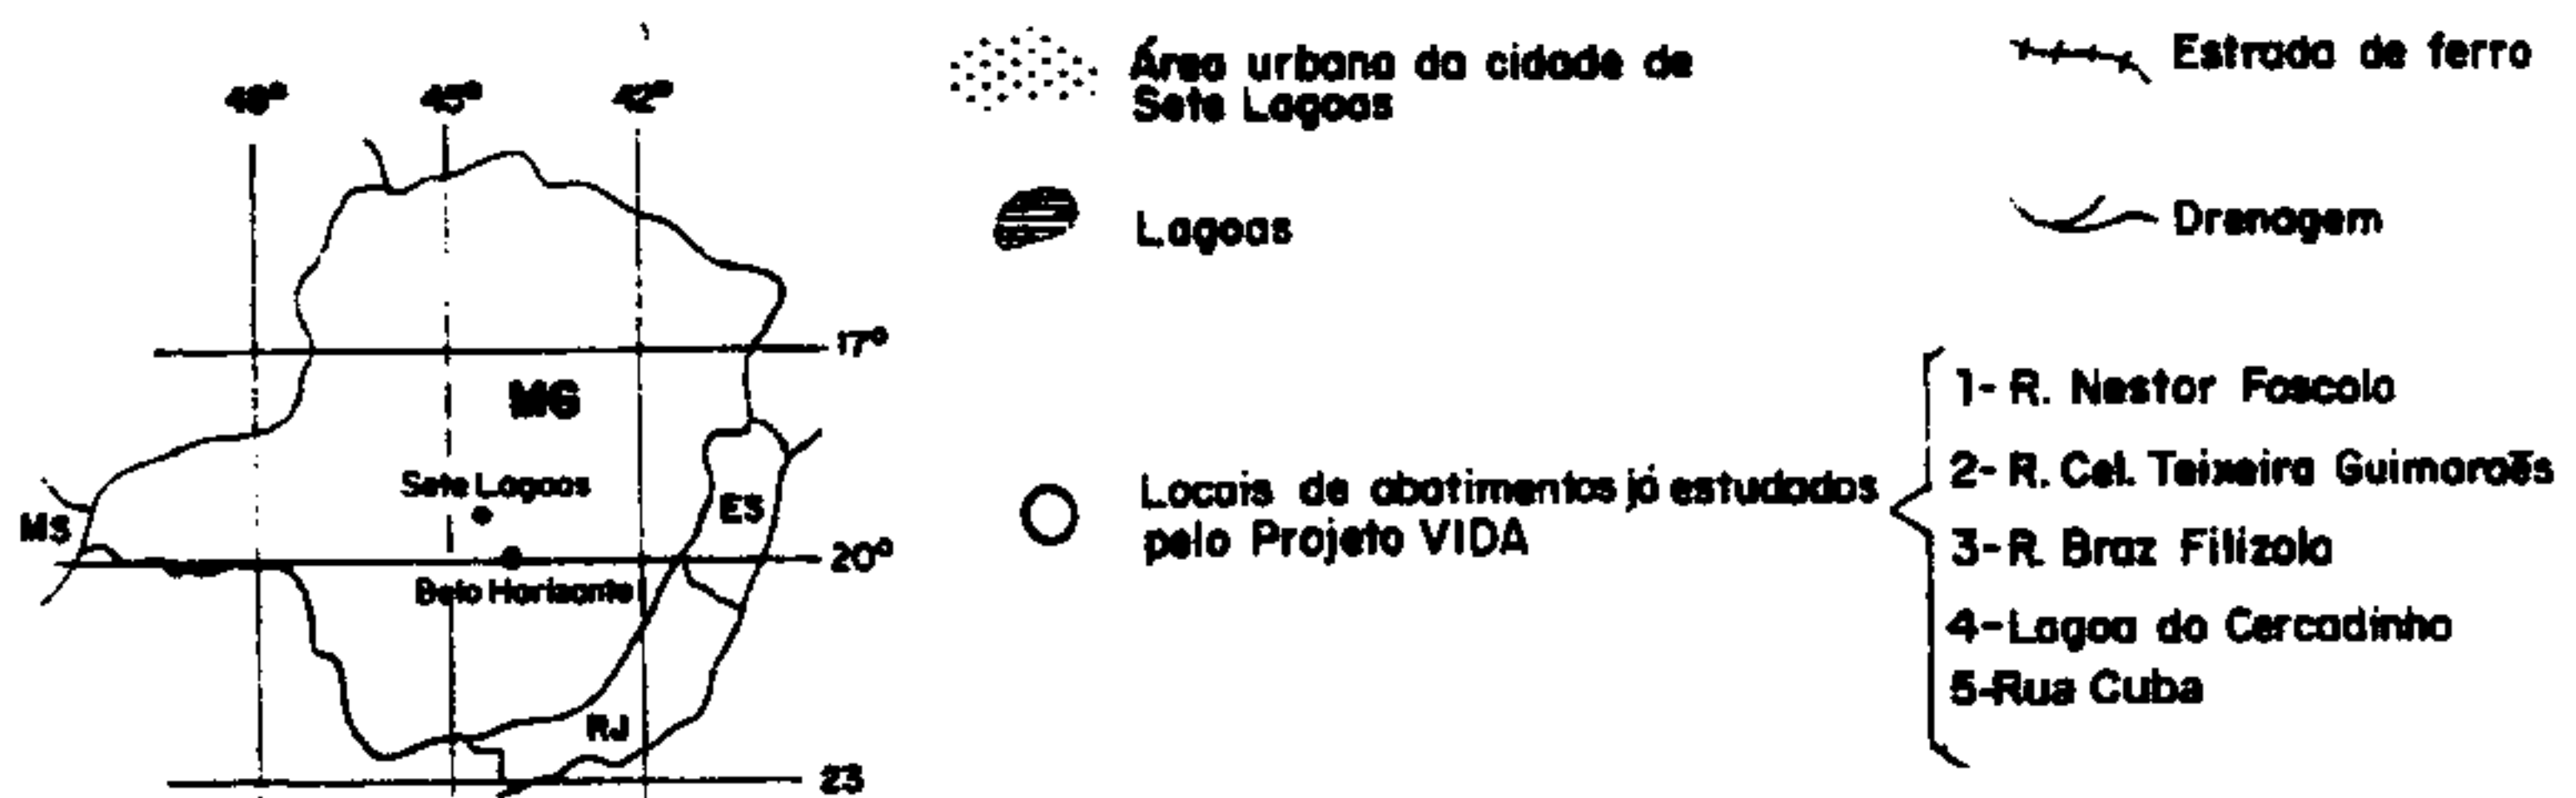 48° 45° 42°
17°
MG
Sete Lagoas
MS
ES
20°
Belo Horizonte
RJ
23
Área urbana da cidade de
Sete Lagoas
Lagoas
Locais de abatimentos já estudados
pelo Projeto VIDA
Estrada de ferro
Drenagem
1- R. Nestor Foscolo
2- R. Cel. Teixeira Guimaraẽs
3- R. Braz Filizola
4- Lagoa do Cercadinho
5- Rua Cuba